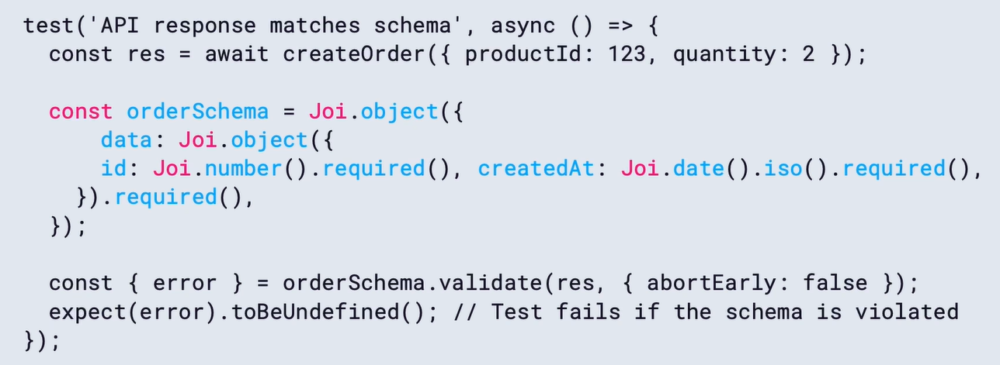 test('API response matches schema', async () => {
  const res = await createOrder({ productId: 123, quantity: 2 });

  const orderSchema = Joi.object({
      data: Joi.object({
      id: Joi.number().required(), createdAt: Joi.date().iso().required(),
    }).required(),
  });

  const { error } = orderSchema.validate(res, { abortEarly: false });
  expect(error).toBeUndefined(); // Test fails if the schema is violated
});